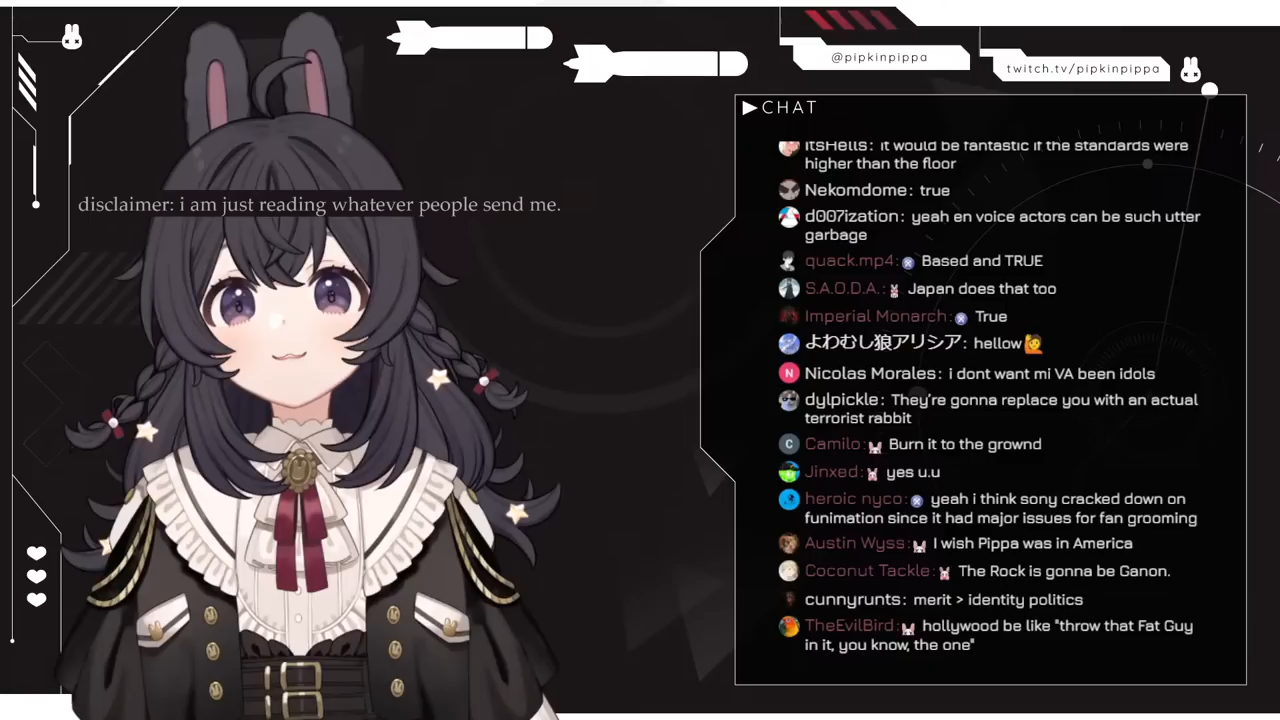 @pipkinpippa
twitch.tv/pipkinpippa
▶CHAT
itsHells: it would be fantastic if the standards were
higher than the floor
Nekomdome: true
disclaimer: i am just reading whatever people send me.
d007ization: yeah en voice actors can be such utter
garbage
quack.mp4: Based and TRUE
S.A.O.D.A.: Japan does that too
Imperial Monarch: True
よわむし狼アリシア: hellow🙋
N Nicolas Morales: i dont want mi VA been idols
dylpickle: They're gonna replace you with an actual
terrorist rabbit
C Camilo: Burn it to the grownd
Jinxed: yes u.u
heroic nyco: yeah i think sony cracked down on
funimation since it had major issues for fan grooming
Austin Wyss: I wish Pippa was in America
Coconut Tackle: The Rock is gonna be Ganon.
cunnyrunts: merit > identity politics
TheEvilBird: hollywood be like "throw that Fat Guy
in it, you know, the one"